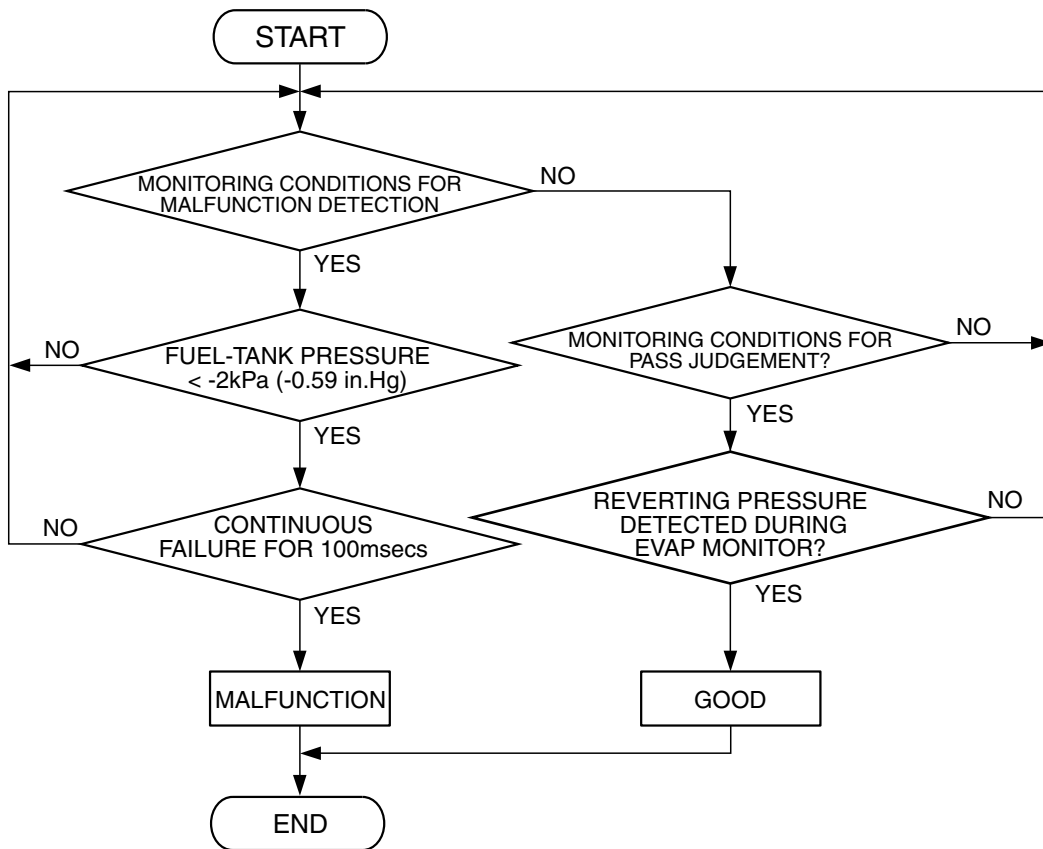 START
MONITORING CONDITIONS FOR
MALFUNCTION DETECTION
NO
YES
FUEL-TANK PRESSURE
< -2kPa (-0.59 in.Hg)
NO
YES
MONITORING CONDITIONS FOR
PASS JUDGEMENT?
NO
YES
CONTINUOUS
FAILURE FOR 100msecs
NO
YES
REVERTING PRESSURE
DETECTED DURING
EVAP MONITOR?
NO
YES
MALFUNCTION
GOOD
END